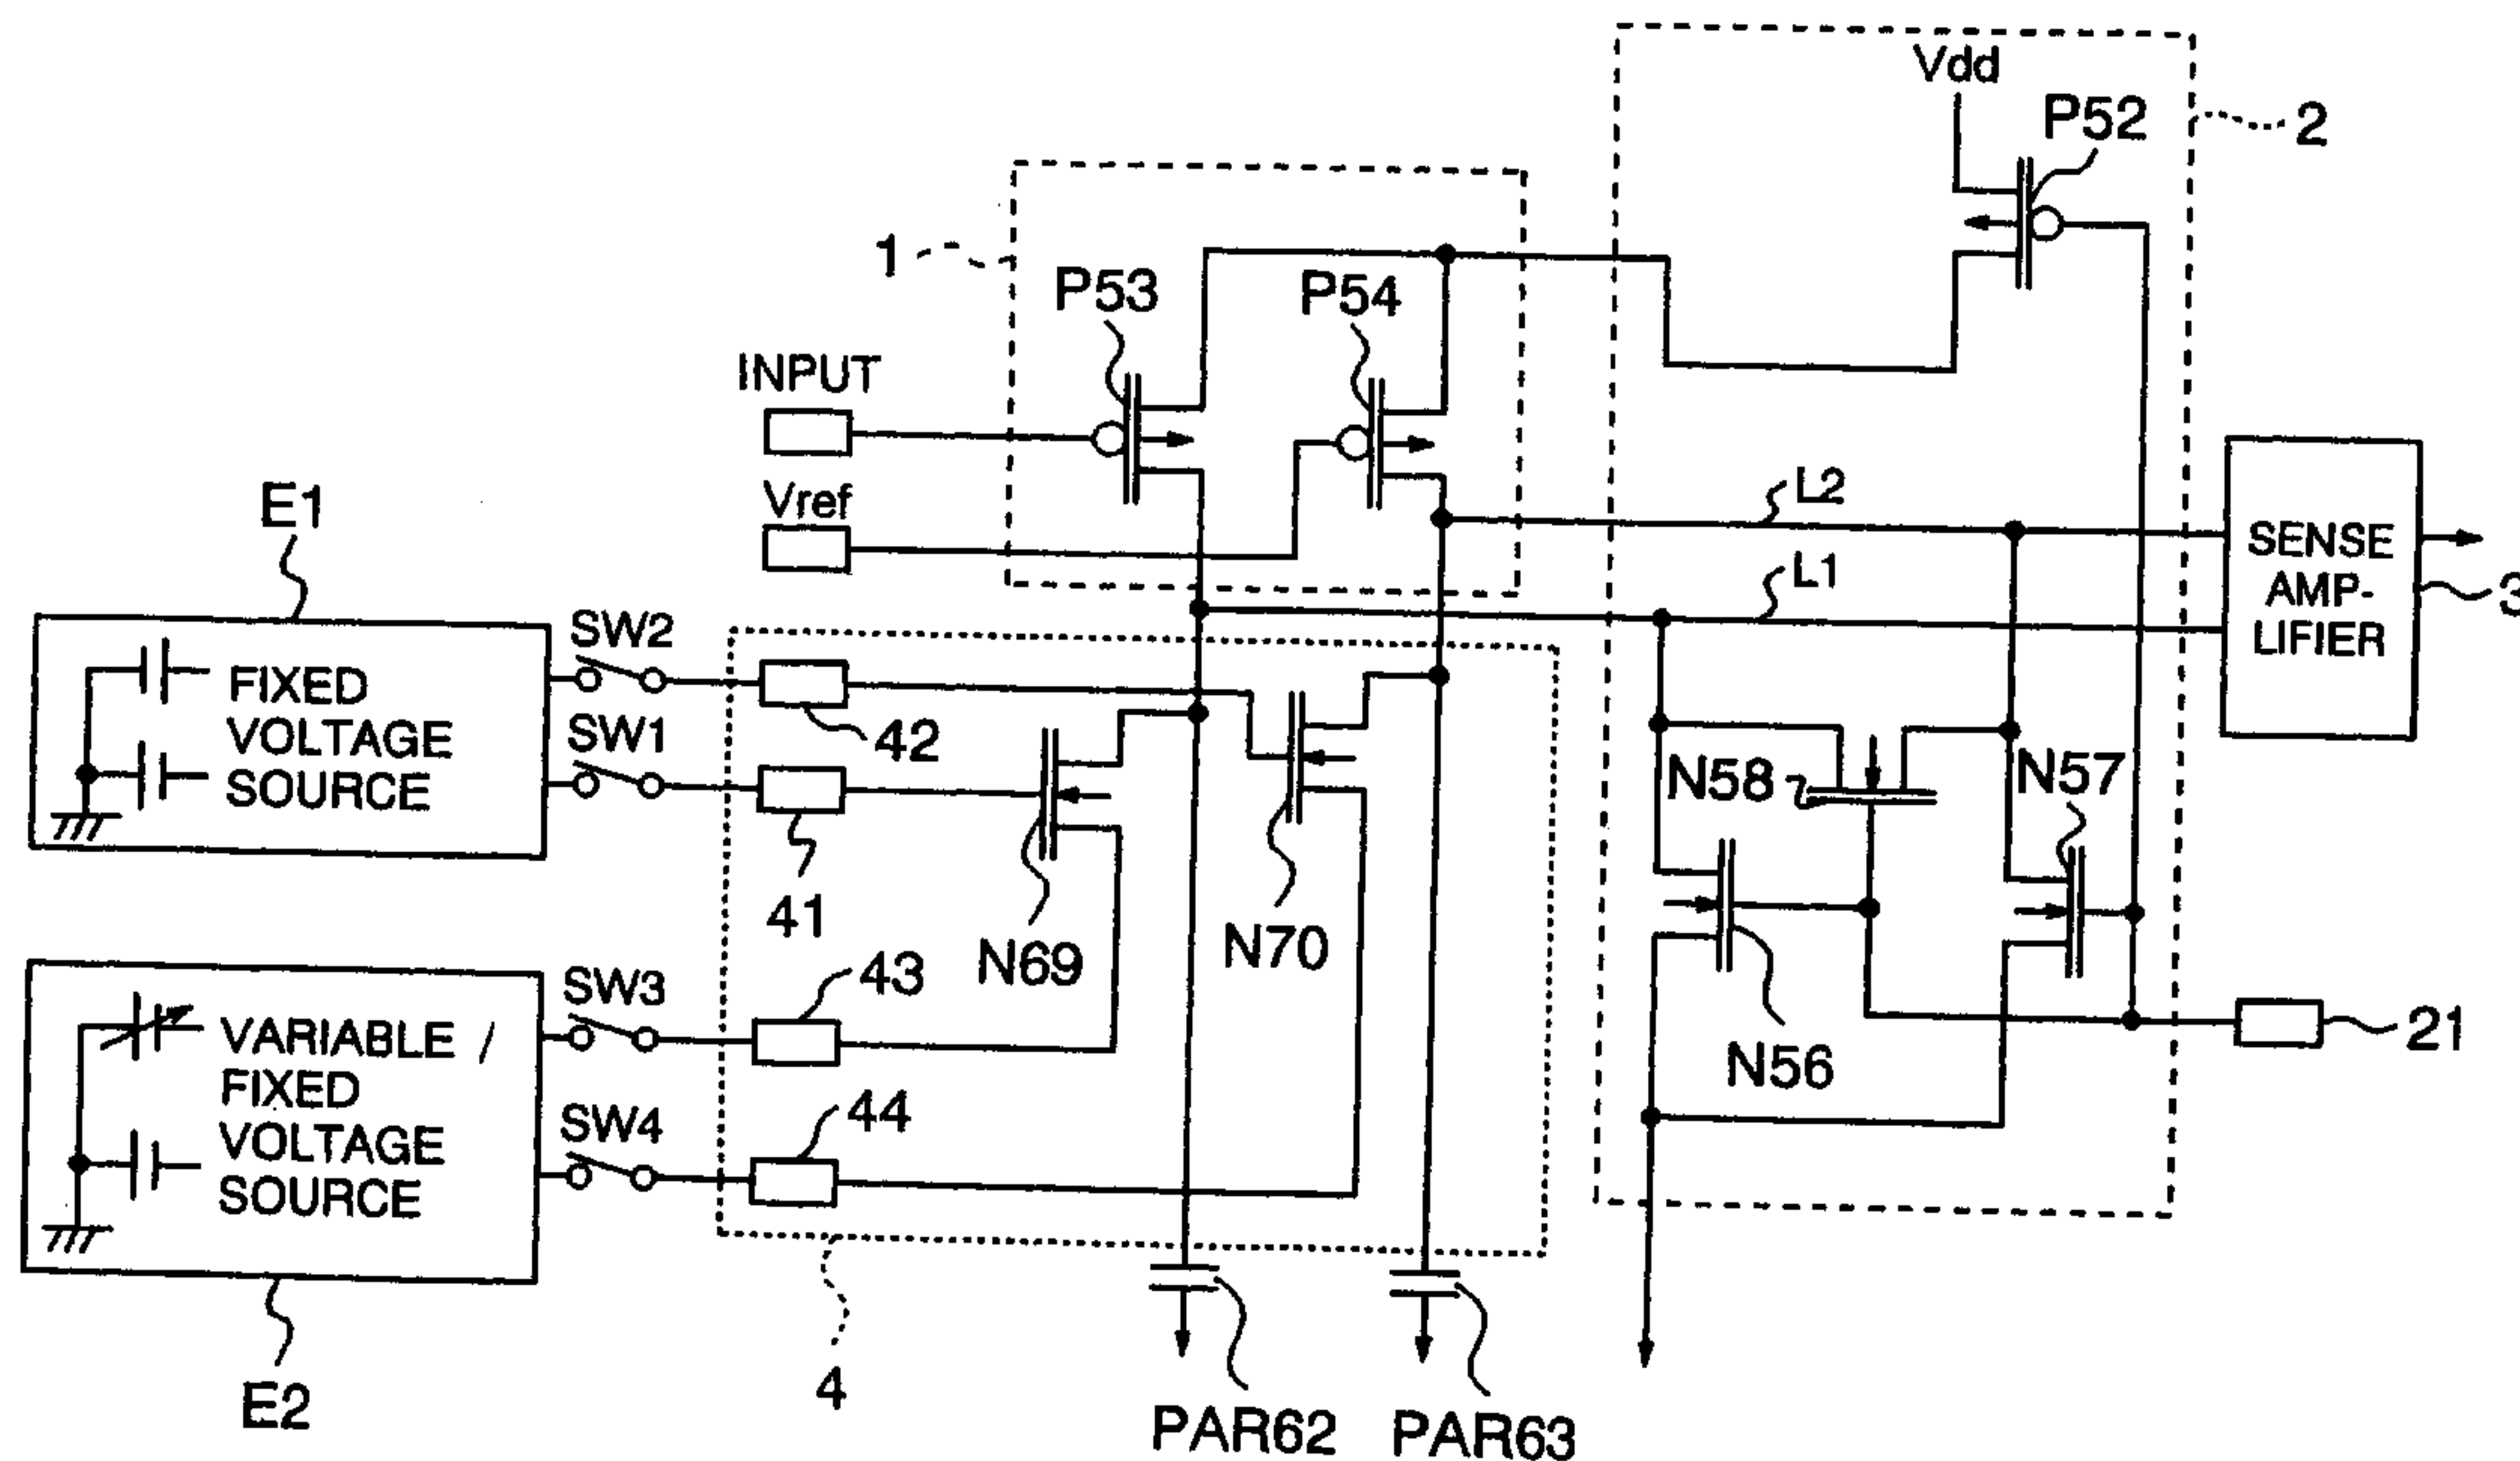 Vdd
P52
2
1
P53
P54
INPUT
Vref
E1
L2
L1
SENSE
AMP-
LIFIER
3
SW2
SW1
FIXED
VOLTAGE
SOURCE
42
41
N69
N70
N58
N57
N56
21
SW3
SW4
43
44
VARIABLE /
FIXED
VOLTAGE
SOURCE
E2
4
PAR62
PAR63